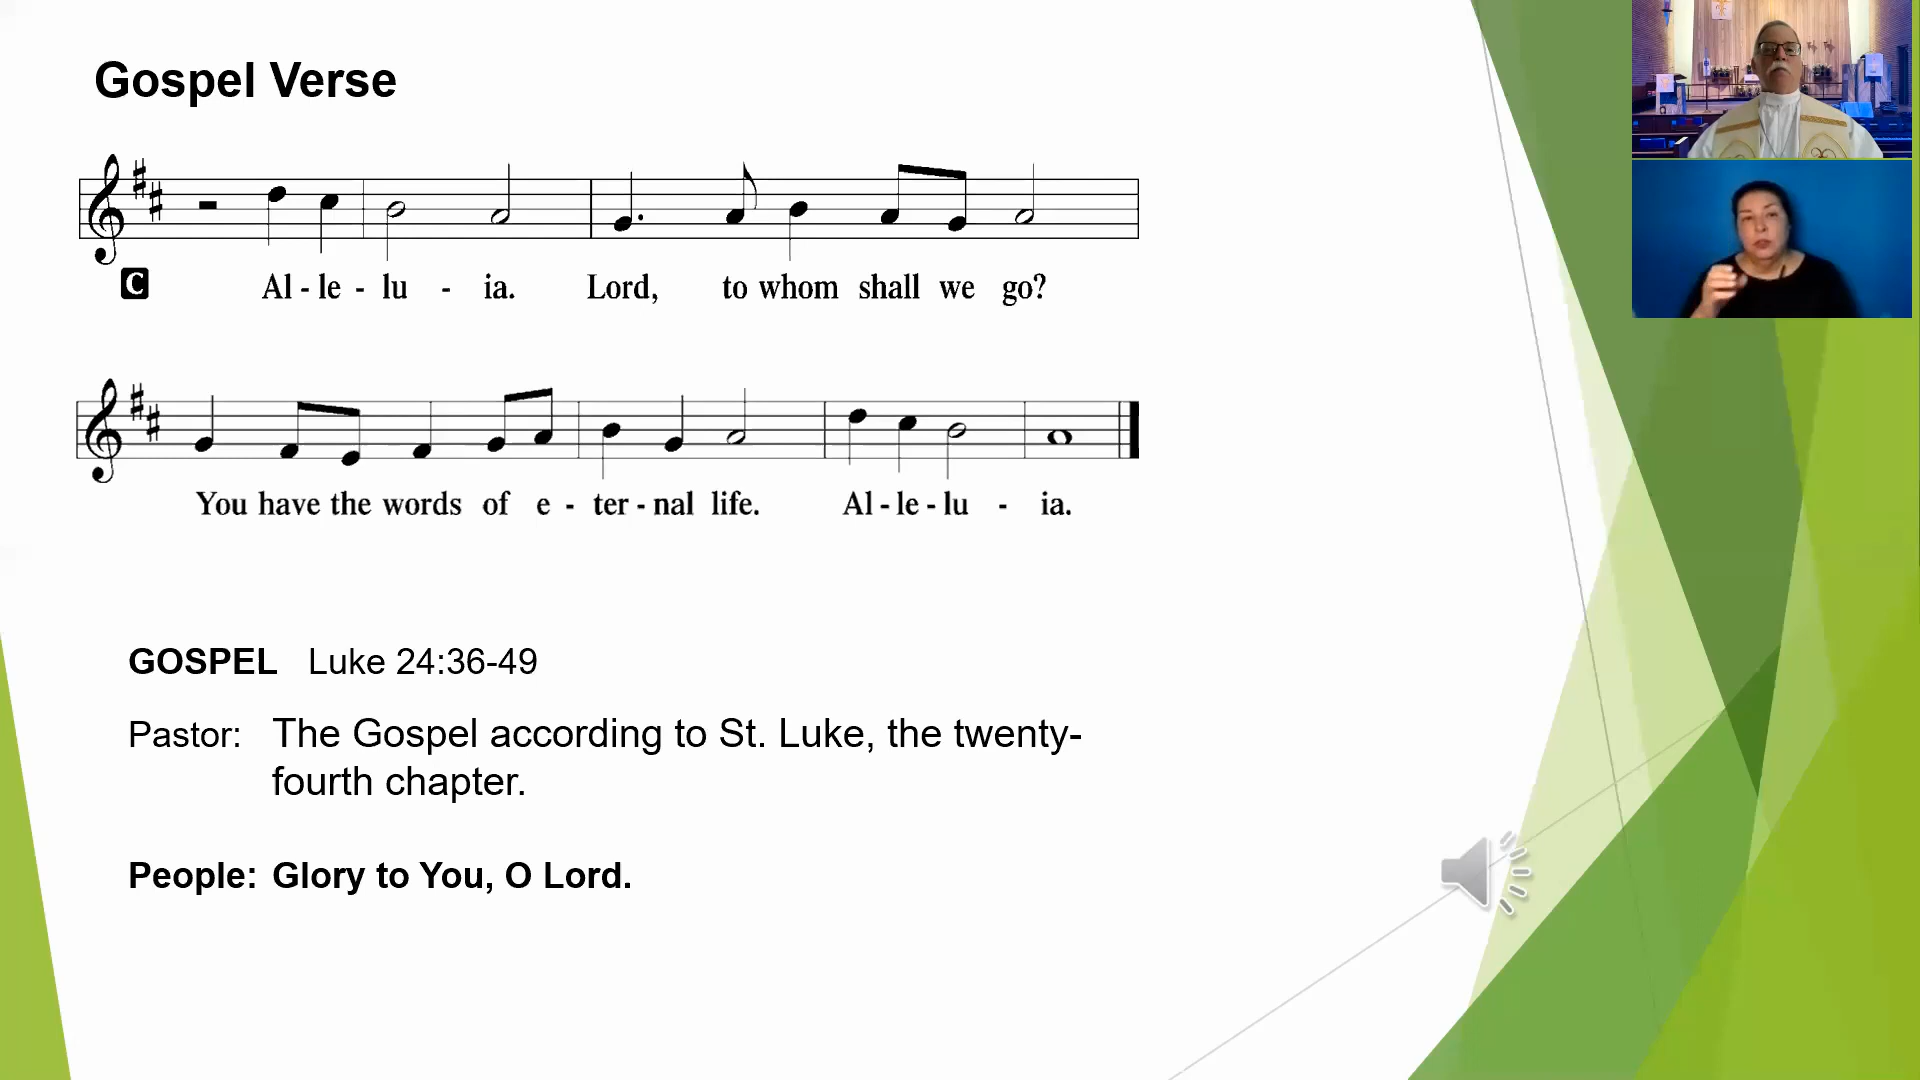 Gospel Verse
C Al - le - lu - ia. Lord, to whom shall we go?
You have the words of e - ter - nal life. Al - le - lu - ia.
GOSPEL Luke 24:36-49
Pastor: The Gospel according to St. Luke, the twenty-
fourth chapter.
People: Glory to You, O Lord.